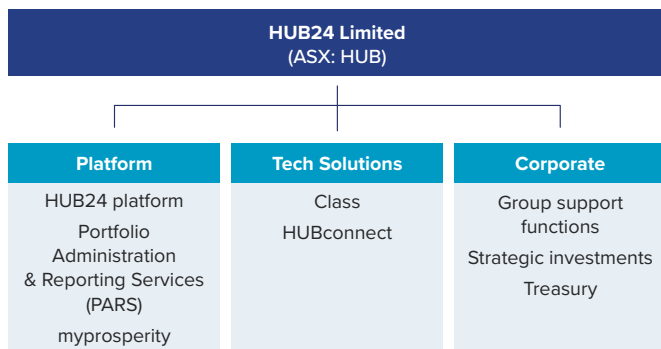 HUB24 Limited
(ASX: HUB)
Platform
HUB24 platform
Portfolio
Administration
& Reporting Services
(PARS)
myprosperity
Tech Solutions
Class
HUBconnect
Corporate
Group support
functions
Strategic investments
Treasury